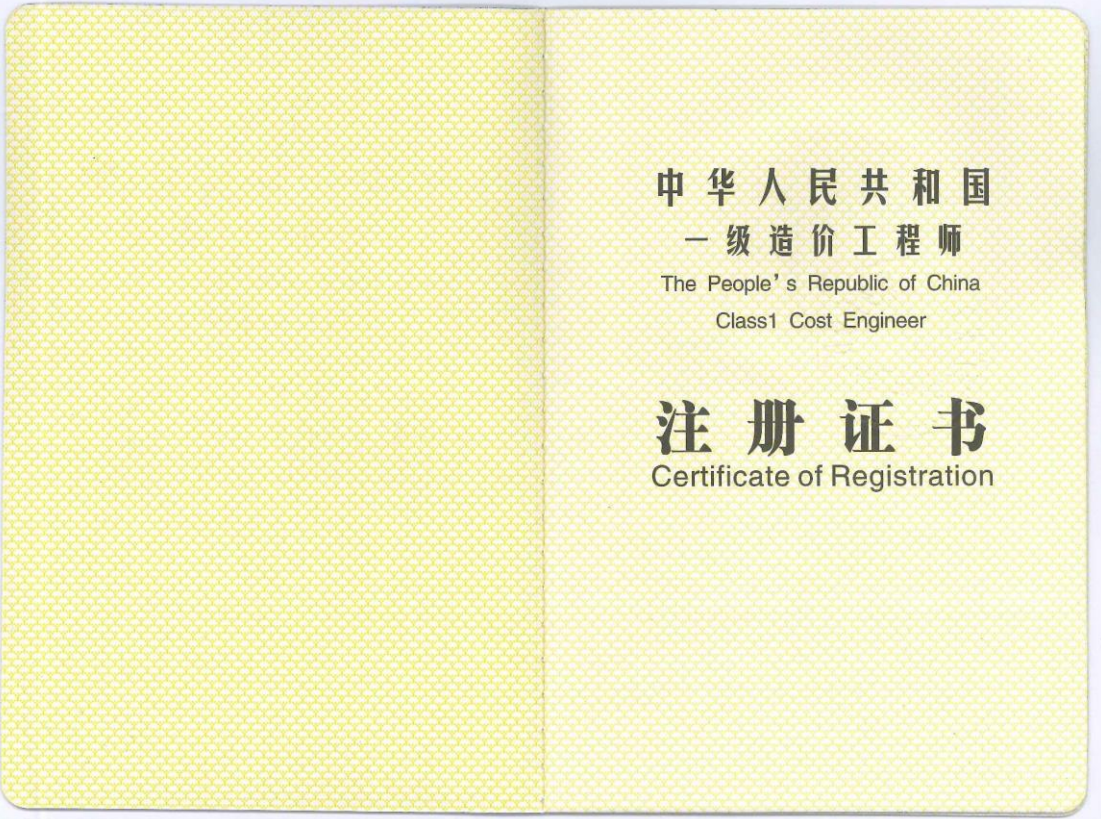 中华人民共和国
一级造价工程师
The People's Republic of China
Class1 Cost Engineer
注册证书
Certificate of Registration